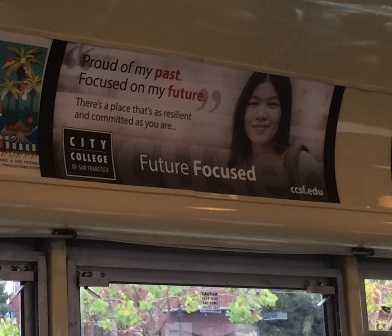 “Proud of my past.
Focused on my future.”
There's a place that's as resilient
and committed as you are...
CITY
COLLEGE
OF SAN FRANCISCO
Future Focused
ccsf.edu
CAUTION